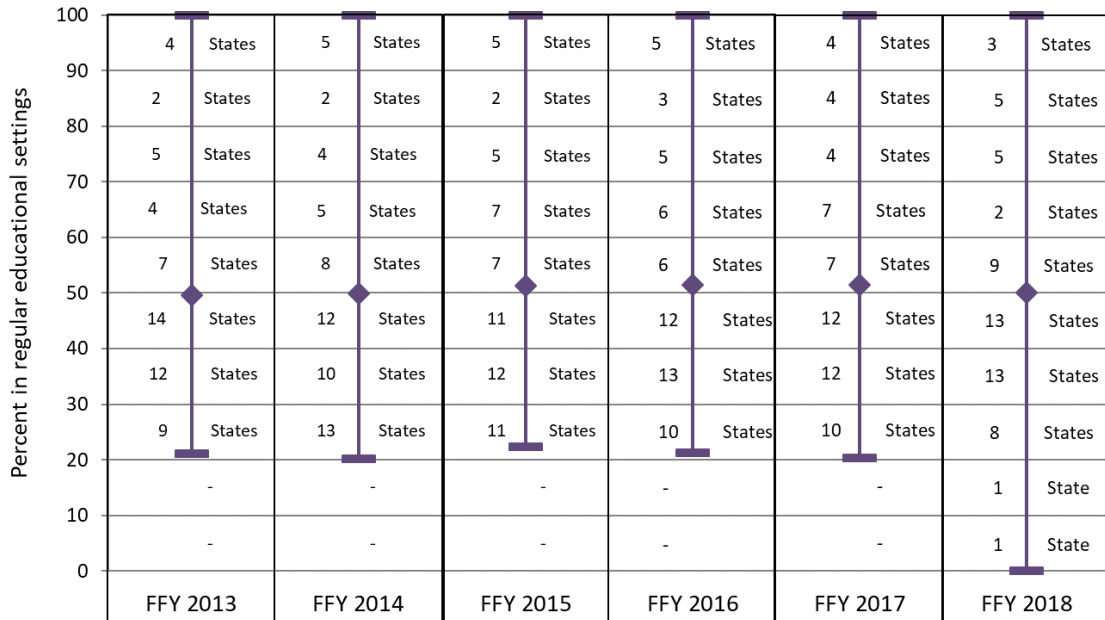 Percent in regular educational settings
100
4 States 5 States 5 States 5 States 4 States 3 States
90
2 States 2 States 2 States 3 States 4 States 5 States
80
5 States 4 States 5 States 5 States 4 States 5 States
70
4 States 5 States 7 States 6 States 7 States 2 States
60
7 States 8 States 7 States 6 States 7 States 9 States
50
14 States 12 States 11 States 12 States 12 States 13 States
40
12 States 10 States 12 States 13 States 12 States 13 States
30
9 States 13 States 11 States 10 States 10 States 8 States
20
- - - - - 1 State
10
- - - - - 1 State
0
FFY 2013 FFY 2014 FFY 2015 FFY 2016 FFY 2017 FFY 2018